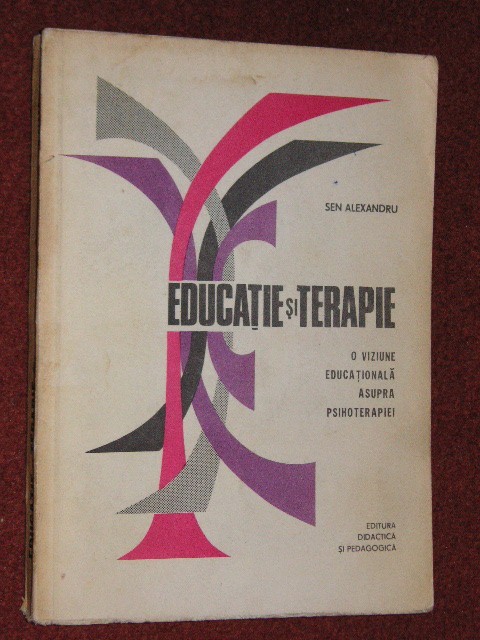 SEN ALEXANDRU
EDUCAȚIE ȘI TERAPIE
O VIZIUNE
EDUCAȚIONALĂ
ASUPRA
PSIHOTERAPIEI
EDITURA
DIDACTICĂ
ȘI PEDAGOGICĂ